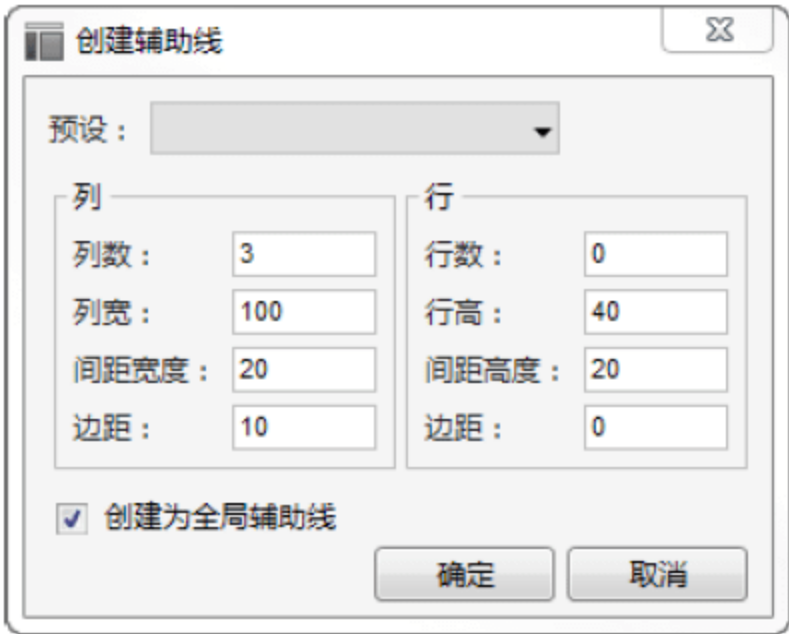 创建辅助线
预设：
列
列数： 3
列宽： 100
间距宽度： 20
边距： 10
行
行数： 0
行高： 40
间距高度： 20
边距： 0
创建为全局辅助线
确定 取消